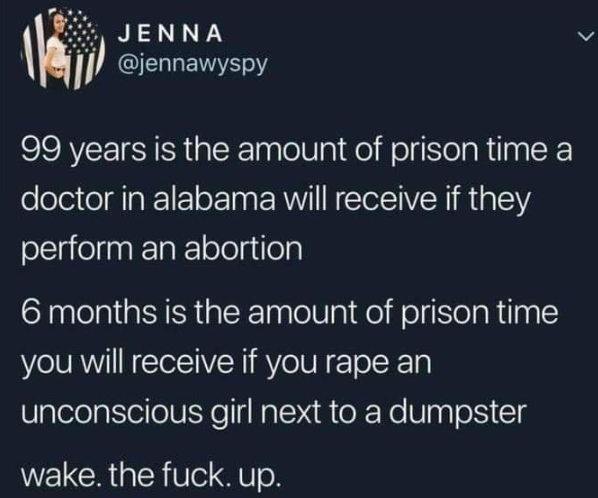 JENNA
@jennawyspy
99 years is the amount of prison time a
doctor in alabama will receive if they
perform an abortion
6 months is the amount of prison time
you will receive if you rape an
unconscious girl next to a dumpster
wake. the fuck. up.